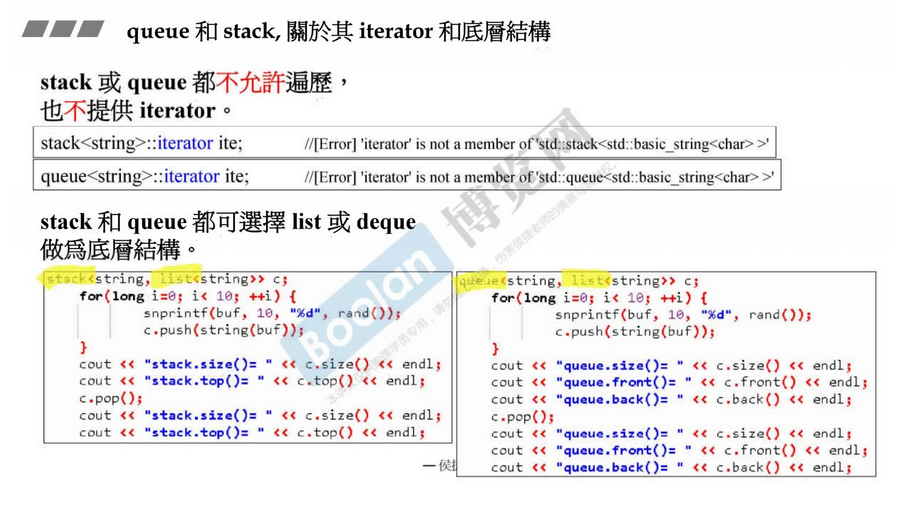 queue 和 stack, 關於其 iterator 和底層結構
stack 或 queue 都不允許遍歷，
也不提供 iterator。
stack<string>::iterator ite; //[Error] 'iterator' is not a member of 'std::stack<std::basic_string<char> >'
queue<string>::iterator ite; //[Error] 'iterator' is not a member of 'std::queue<std::basic_string<char> >'
stack 和 queue 都可選擇 list 或 deque
做為底層結構。
stack<string, list<string>> c;
for(long i=0; i< 10; ++i) {
snprintf(buf, 10, "%d", rand());
c.push(string(buf));
}
cout << "stack.size()= " << c.size() << endl;
cout << "stack.top()= " << c.top() << endl;
c.pop();
cout << "stack.size()= " << c.size() << endl;
cout << "stack.top()= " << c.top() << endl;
queue<string, list<string>> c;
for(long i=0; i< 10; ++i) {
snprintf(buf, 10, "%d", rand());
c.push(string(buf));
}
cout << "queue.size()= " << c.size() << endl;
cout << "queue.front()= " << c.front() << endl;
cout << "queue.back()= " << c.back() << endl;
c.pop();
cout << "queue.size()= " << c.size() << endl;
cout << "queue.front()= " << c.front() << endl;
cout << "queue.back()= " << c.back() << endl;
Boolan 博览网
— 侯